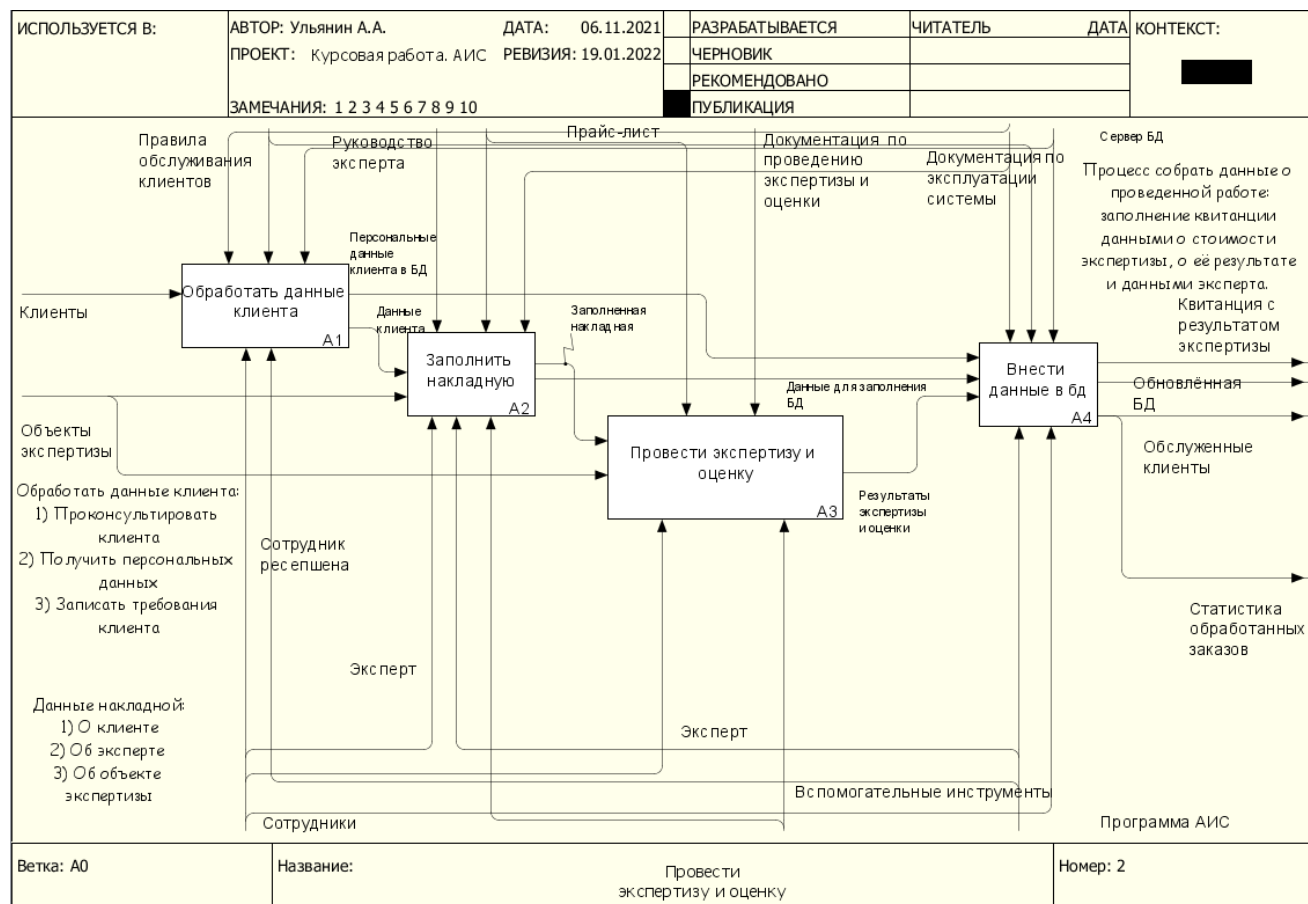 ИСПОЛЬЗУЕТСЯ В:
АВТОР: Ульянин А.А.
ДАТА: 06.11.2021
ПРОЕКТ: Курсовая работа. АИС
РЕВИЗИЯ: 19.01.2022
ЗАМЕЧАНИЯ: 1 2 3 4 5 6 7 8 9 10
РАЗРАБАТЫВАЕТСЯ
ЧЕРНОВИК
РЕКОМЕНДОВАНО
ПУБЛИКАЦИЯ
ЧИТАТЕЛЬ
ДАТА
КОНТЕКСТ:
Правила
обслуживания
клиентов
Руководство
эксперта
Прайс-лист
Документация по
проведению
экспертизы и
оценки
Документация по
эксплуатации
системы
Сервер БД
Процесс собрать данные о
проведенной работе:
заполнение квитанции
данными о стоимости
экспертизы, о её результате
и данными эксперта.
Персональные
данные
клиента в БД
Клиенты
Обработать данные
клиента
А1
Данные
клиента
Заполненная
накладная
Заполнить
накладную
А2
Данные для заполнения
БД
Внести
данные в бд
А4
Квитанция с
результатом
экспертизы
Обновлённая
БД
Обслуженные
клиенты
Объекты
экспертизы
Провести экспертизу и
оценку
А3
Результаты
экспертизы
и оценки
Обработать данные клиента:
1) Проконсультировать
клиента
2) Получить персональных
данных
3) Записать требования
клиента
Сотрудник
ресепшена
Статистика
обработанных
заказов
Эксперт
Данные накладной:
1) О клиенте
2) Об эксперте
3) Об объекте
экспертизы
Эксперт
Вспомогательные инструменты
Сотрудники
Программа АИС
Ветка: А0
Название:
Провести
экспертизу и оценку
Номер: 2